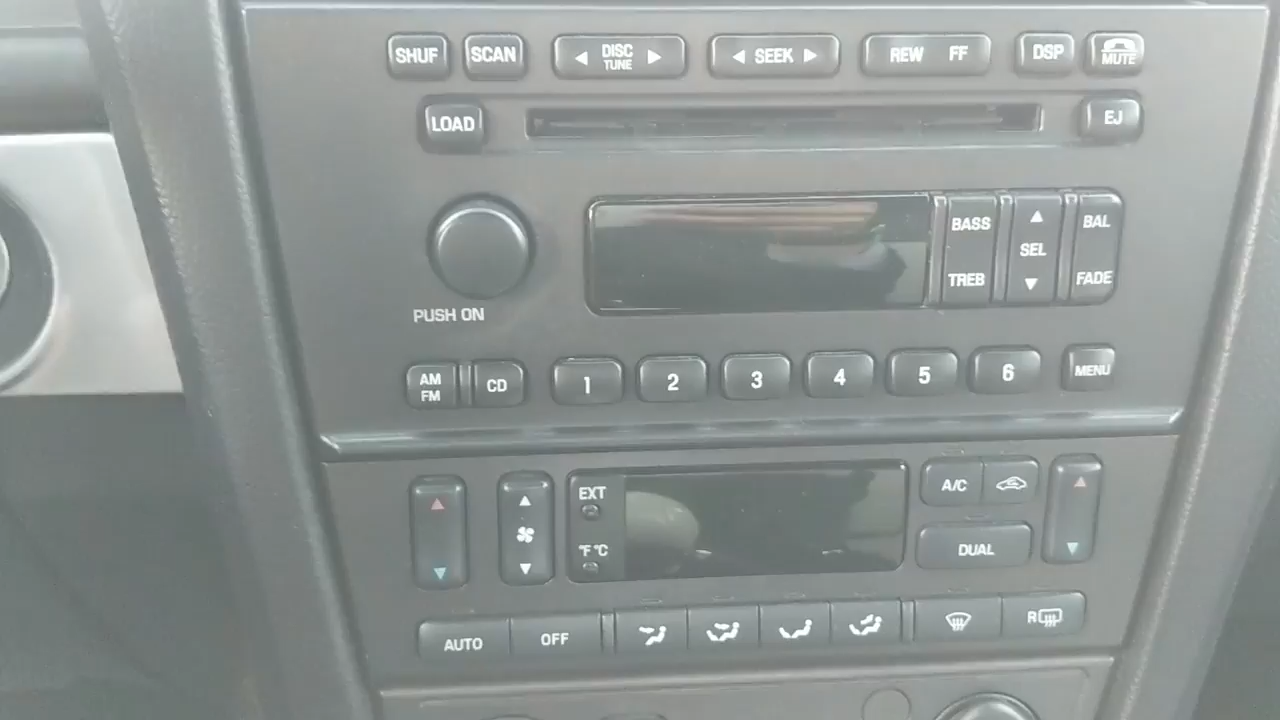 SHUF SCAN DISC TUNE SEEK REW FF DSP MUTE
LOAD EJ
BASS SEL BAL
TREB FADE
PUSH ON
AM FM CD 1 2 3 4 5 6 MENU
EXT A/C
°F °C DUAL
AUTO OFF R